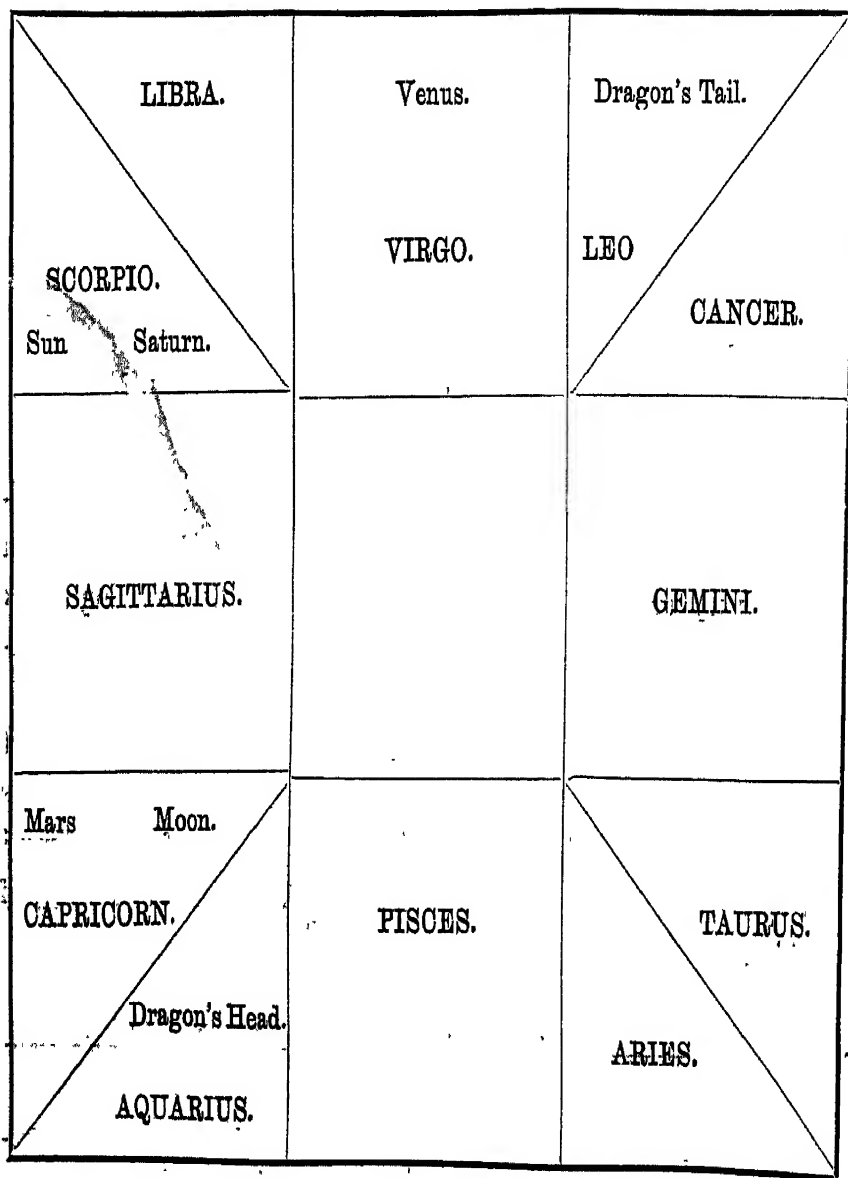 LIBRA.
Venus.
Dragon's Tail.
VIRGO.
LEO
SCORPIO.
CANCER.
Sun Saturn.
SAGITTARIUS.
GEMINI.
Mars Moon.
CAPRICORN.
PISCES.
TAURUS.
Dragon's Head.
ARIES.
AQUARIUS.